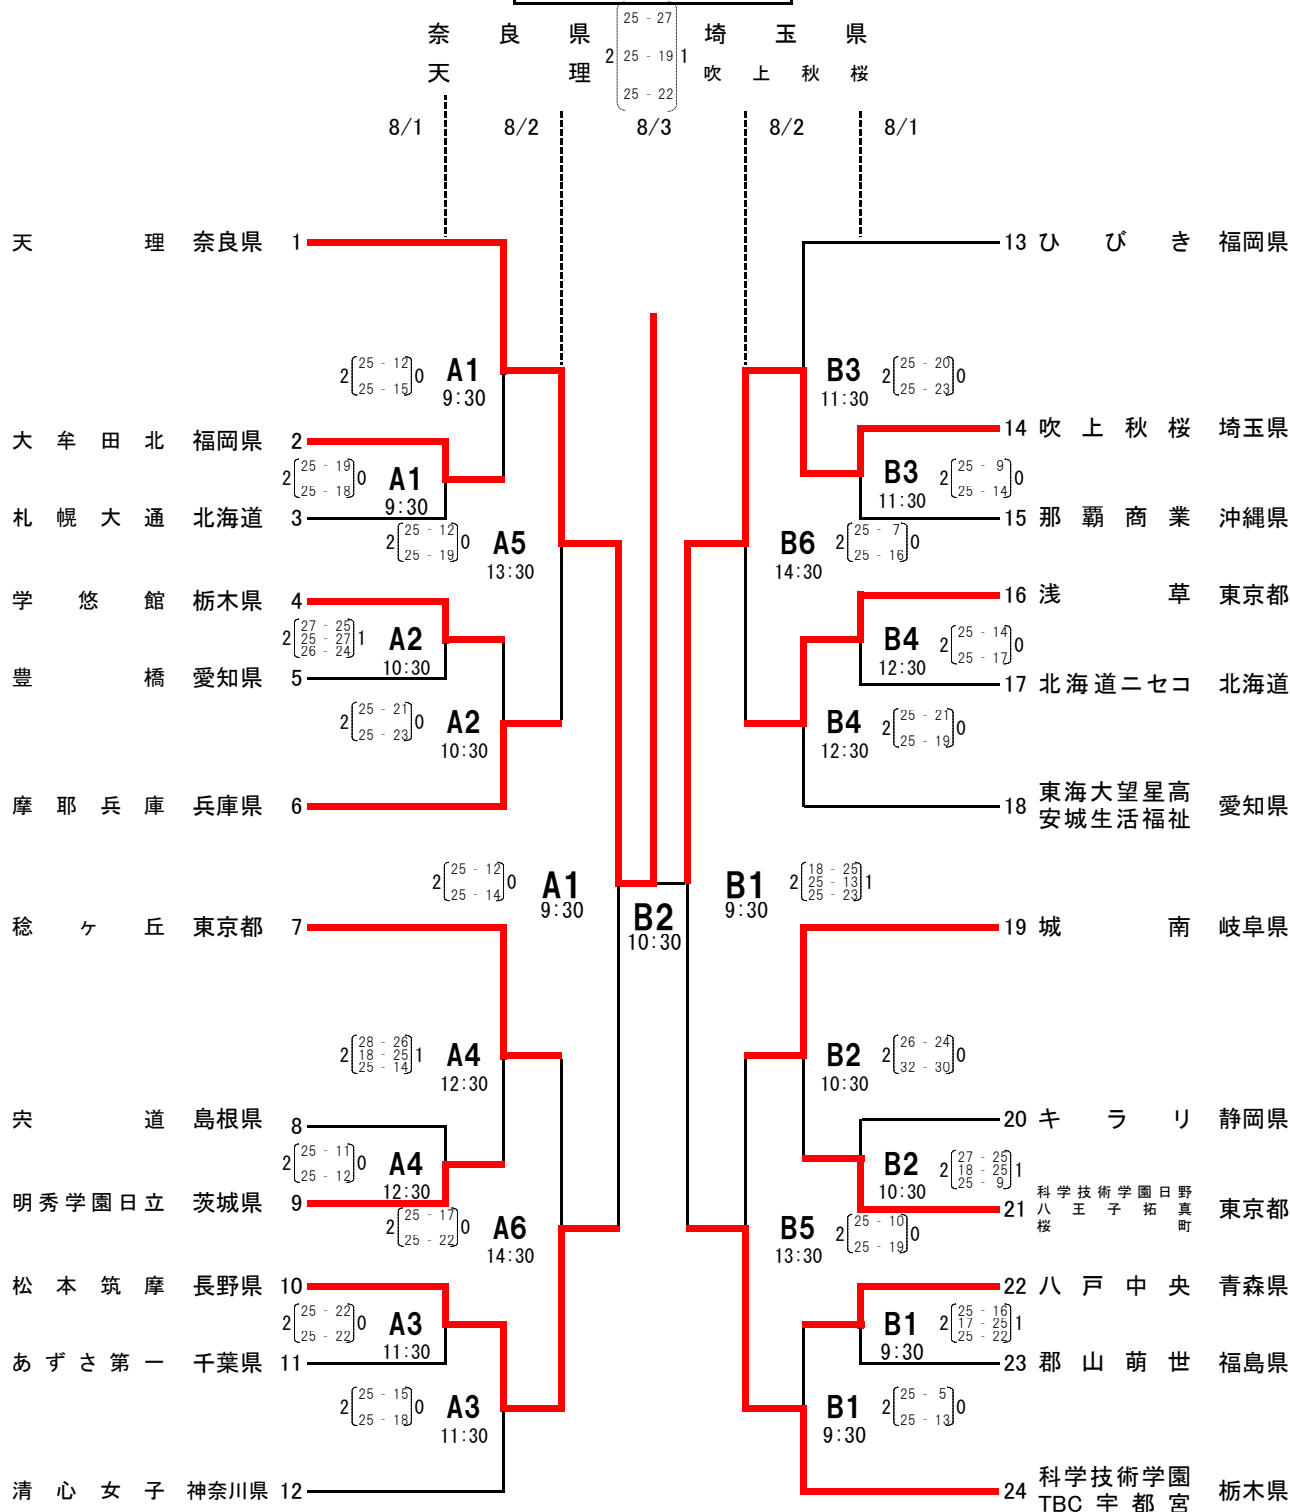 奈良県 2 25 - 27 25 - 19 25 - 22 1 埼玉県
天理 吹上秋桜
8/1 8/2 8/3 8/2 8/1
天理 奈良県 1
25 - 12
2 25 - 15 0 A1
9:30
大牟田北 福岡県 2
25 - 19
2 25 - 18 0 A1
9:30
札幌大通 北海道 3
25 - 12
2 25 - 19 0 A5
13:30
学悠館 栃木県 4
27 - 25
2 25 - 27 1 A2
26 - 24
10:30
豊橋 愛知県 5
25 - 21
2 25 - 23 0 A2
10:30
摩耶兵庫 兵庫県 6
25 - 12
2 25 - 14 0 A1
9:30
稔ヶ丘 東京都 7
28 - 26
2 18 - 25 1 A4
25 - 14
12:30
宍道 島根県 8
25 - 11
2 25 - 12 0 A4
12:30
明秀学園日立 茨城県 9
25 - 17
2 25 - 22 0 A6
14:30
松本筑摩 長野県 10
25 - 22
2 25 - 22 0 A3
11:30
あずさ第一 千葉県 11
25 - 15
2 25 - 18 0 A3
11:30
清心女子 神奈川県 12
B2
10:30
13 ひびき 福岡県
B3 2 25 - 20 0
11:30 25 - 23
14 吹上秋桜 埼玉県
B3 2 25 - 9 0
11:30 25 - 14
15 那覇商業 沖縄県
B6 2 25 - 7 0
14:30 25 - 16
16 浅草 東京都
B4 2 25 - 14 0
12:30 25 - 17
17 北海道ニセコ 北海道
B4 2 25 - 21 0
12:30 25 - 19
18 東海大望星高 愛知県
安城生活福祉
18 - 25
B1 2 25 - 13 1
9:30 25 - 23
19 城南 岐阜県
B2 2 26 - 24 0
10:30 32 - 30
20 キラリ 静岡県
27 - 25
B2 2 18 - 25 1
10:30 25 - 9
科学技術学園日野
21 八王子拓真 東京都
桜町
B5 2 25 - 10 0
13:30 25 - 19
22 八戸中央 青森県
25 - 16
B1 2 17 - 25 1
9:30 25 - 22
23 郡山萌世 福島県
B1 2 25 - 5 0
9:30 25 - 13
24 科学技術学園 栃木県
TBC宇都宮